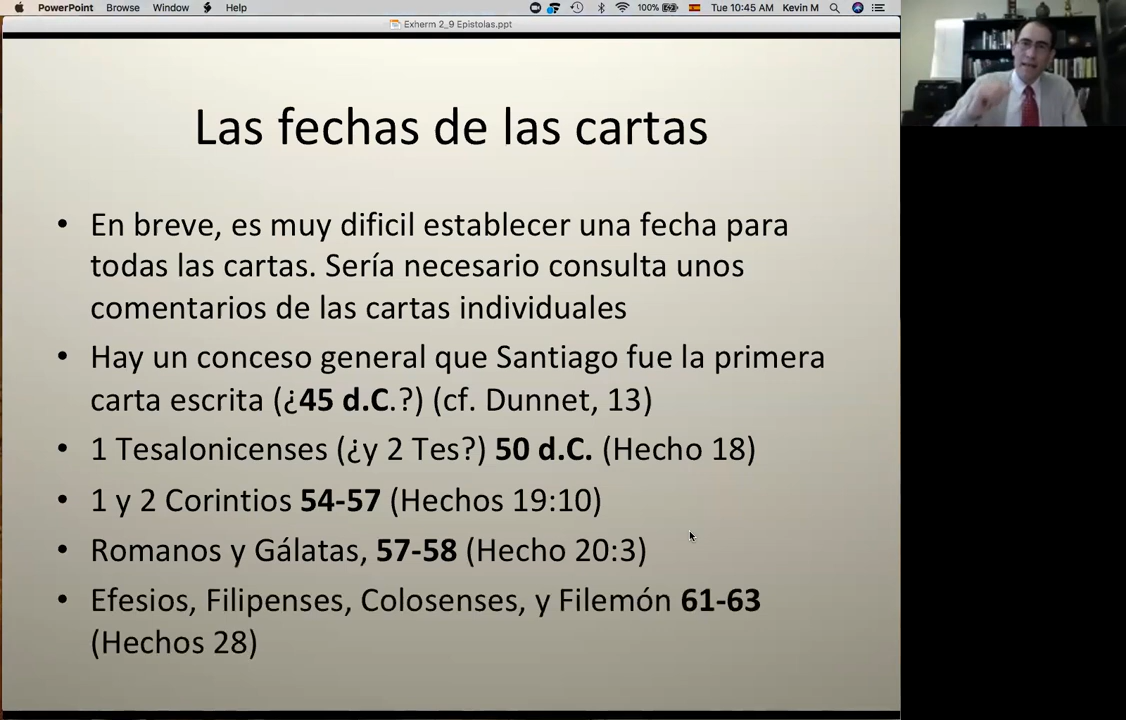 PowerPoint Browse Window Help 100% Tue 10:45 AM Kevin M
Exherm 2_9 Epistolas.ppt
Las fechas de las cartas
• En breve, es muy dificil establecer una fecha para
todas las cartas. Sería necesario consulta unos
comentarios de las cartas individuales
• Hay un conceso general que Santiago fue la primera
carta escrita (¿45 d.C.?) (cf. Dunnet, 13)
• 1 Tesalonicenses (¿y 2 Tes?) 50 d.C. (Hecho 18)
• 1 y 2 Corintios 54-57 (Hechos 19:10)
• Romanos y Gálatas, 57-58 (Hecho 20:3)
• Efesios, Filipenses, Colosenses, y Filemón 61-63
(Hechos 28)